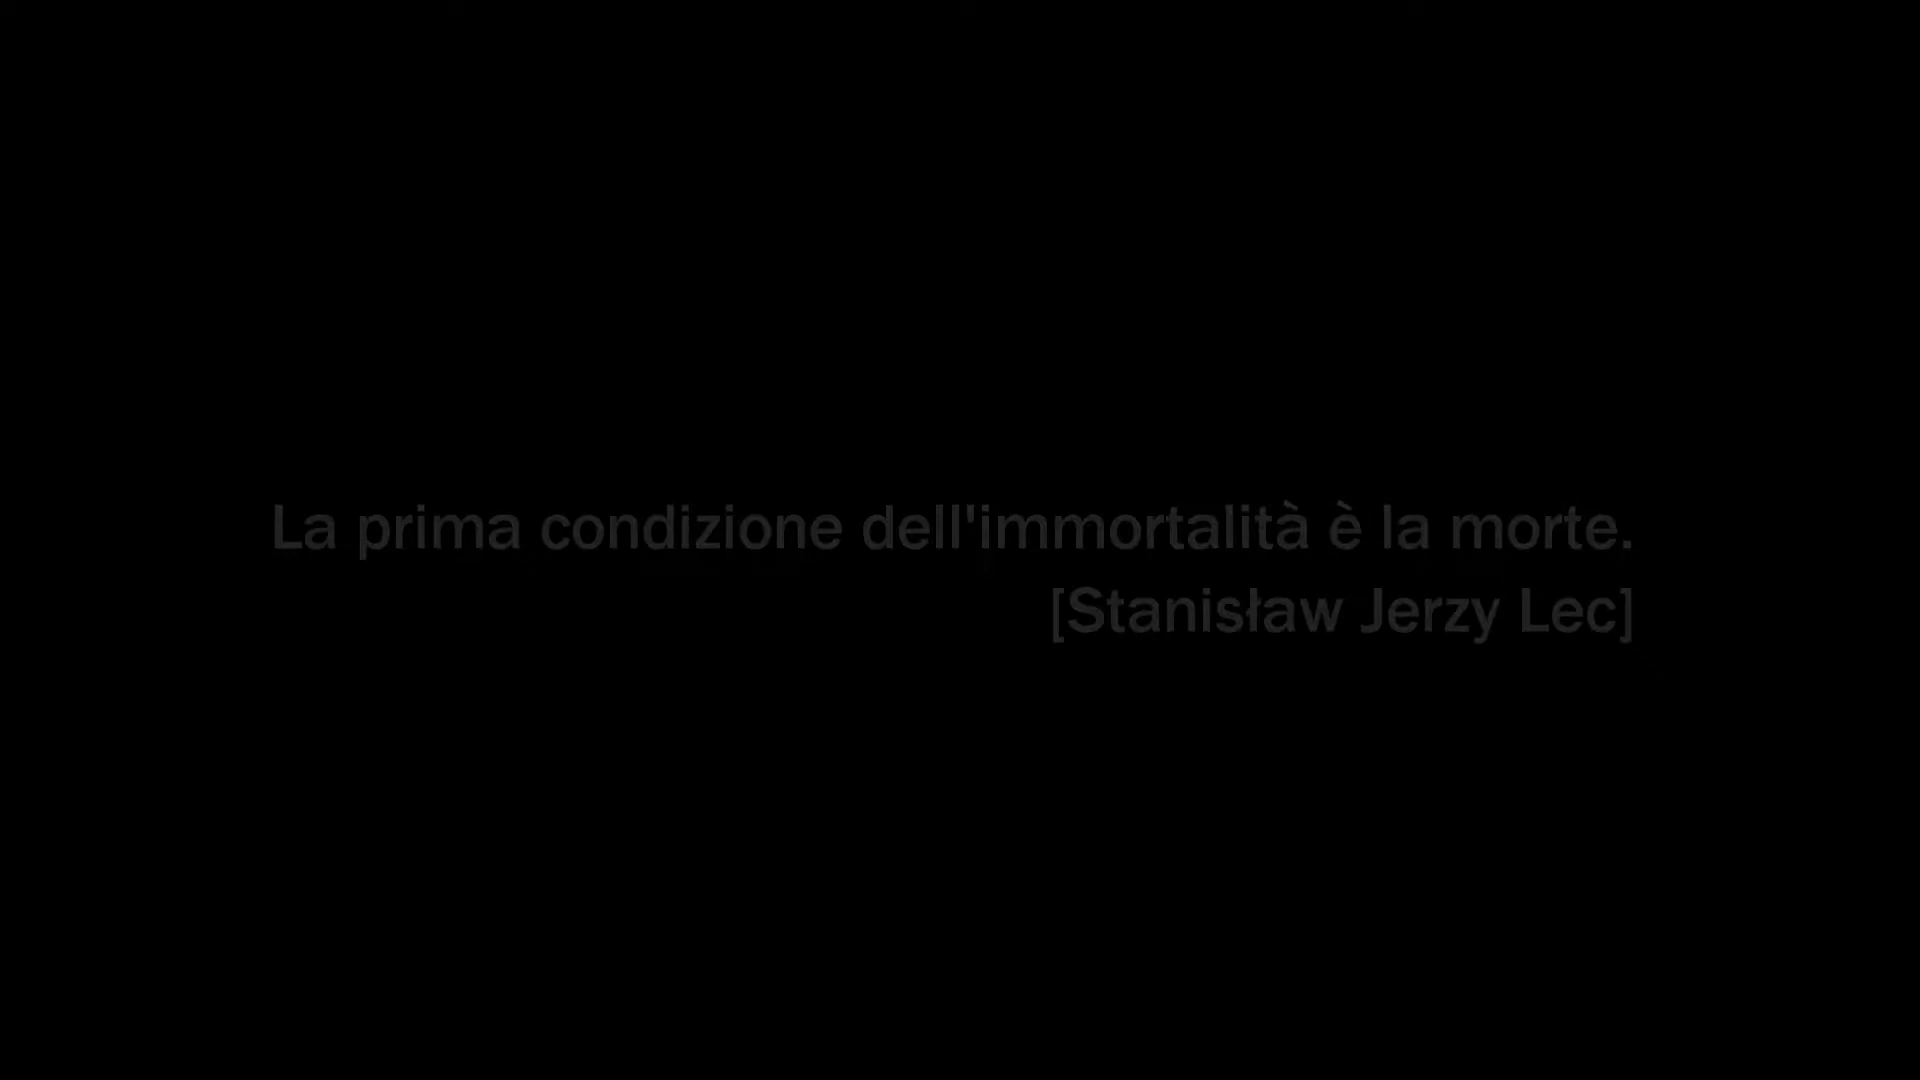 La prima condizione dell'immortalità è la morte.
[Stanisław Jerzy Lec]